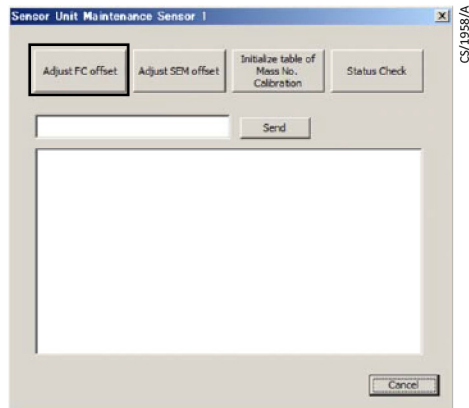 Sensor Unit Maintenance Sensor 1
Adjust FC offset
Adjust SEM offset
Initialize table of
Mass No.
Calibration
Status Check
Send
Cancel
CS/1958/A